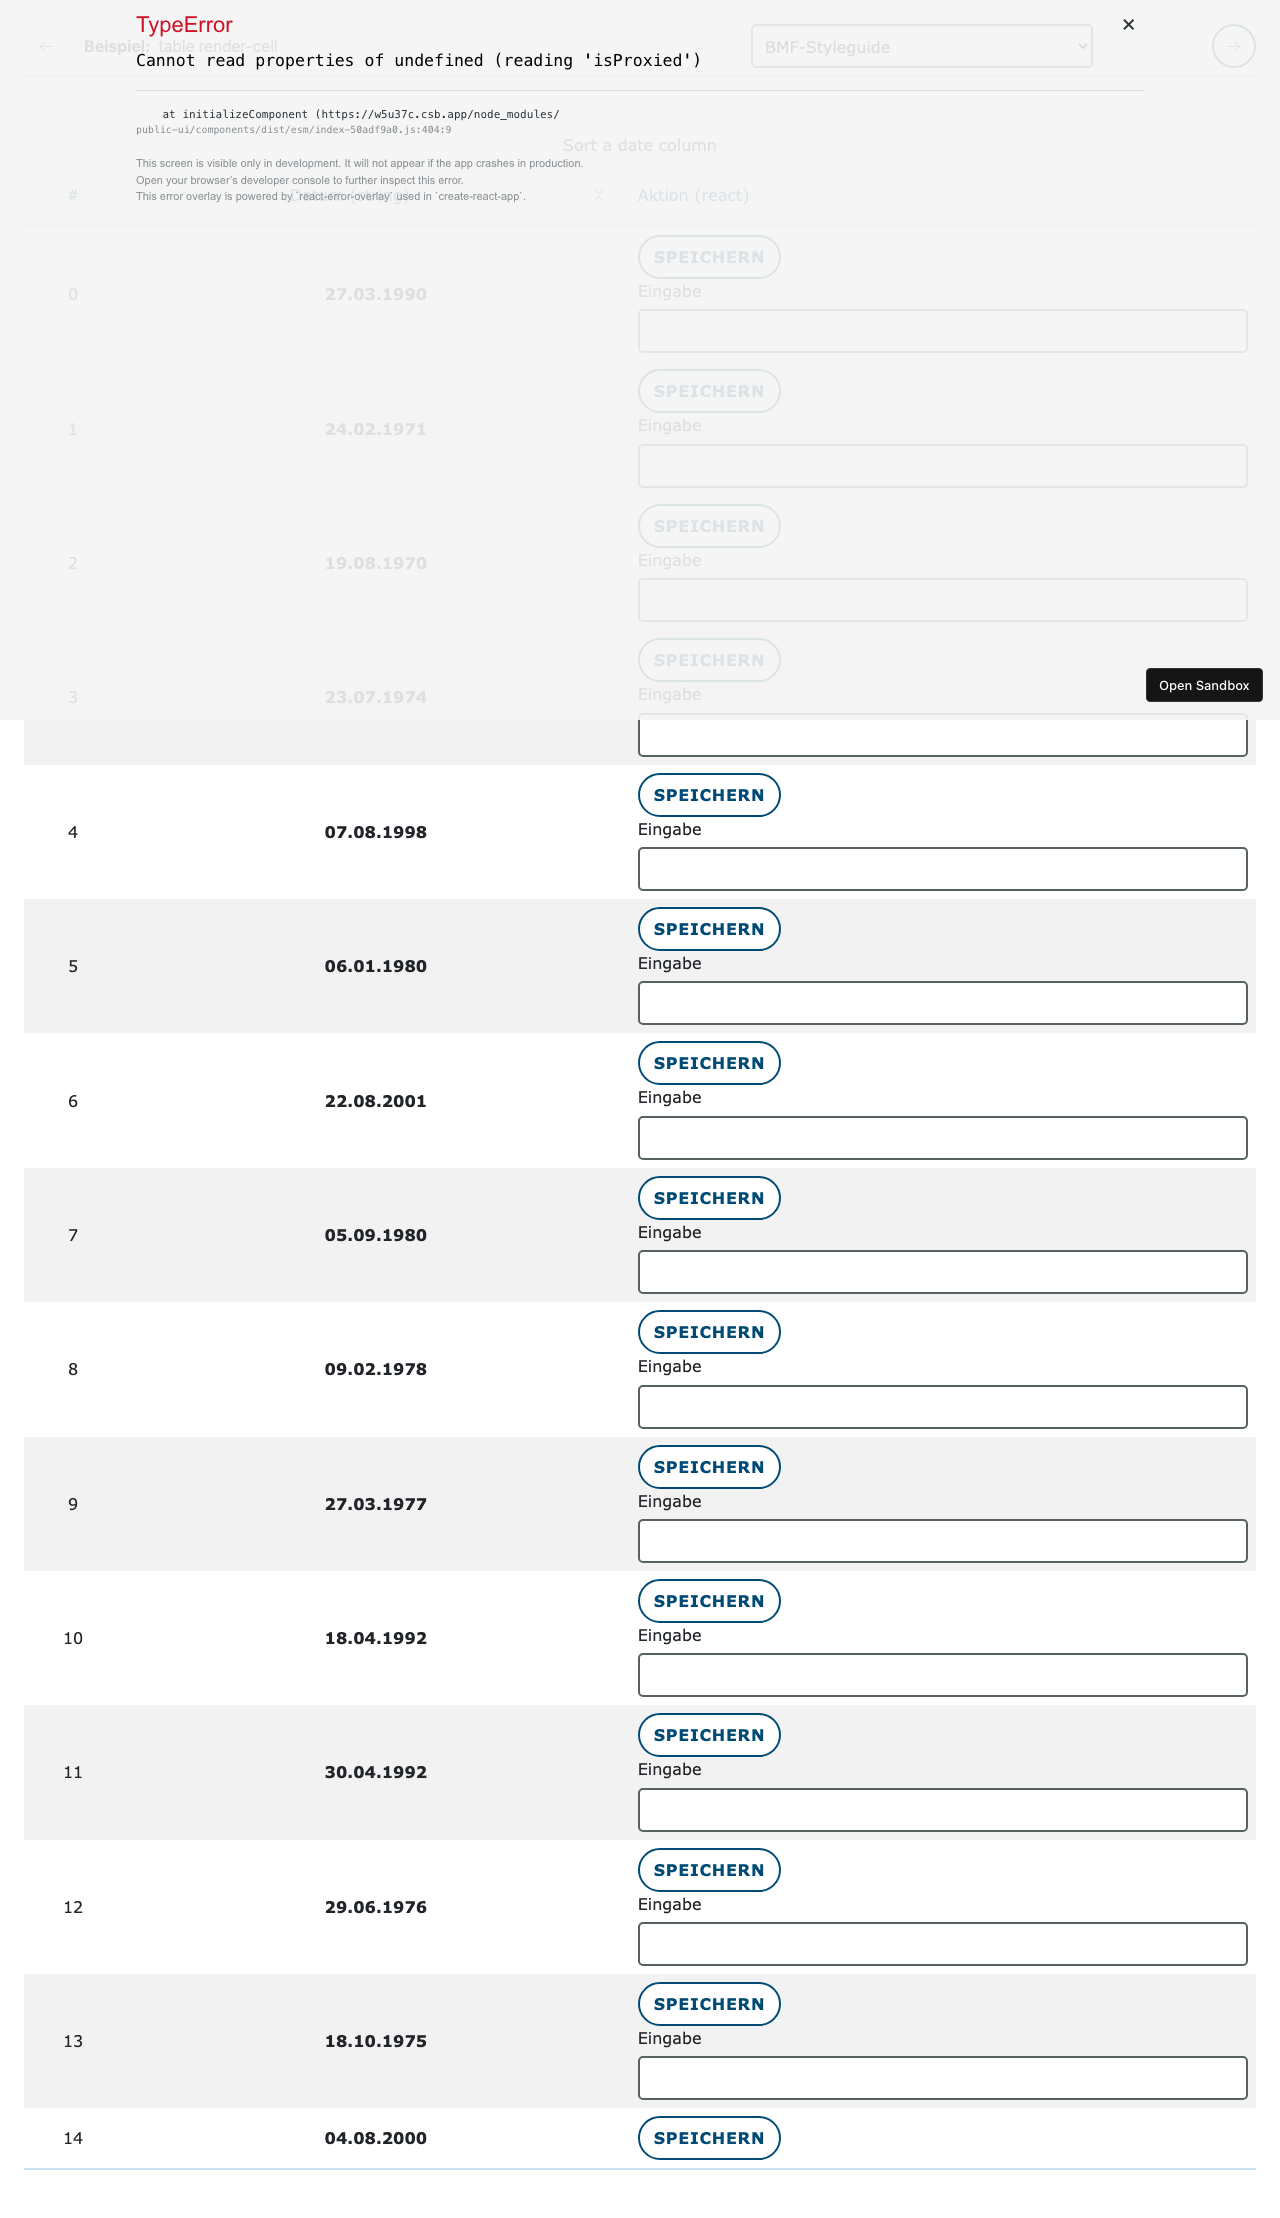 TypeError
Beispiel: table render-cell
BMF-Styleguide
Cannot read properties of undefined (reading 'isProxied')
at initializeComponent (https://w5u37c.csb.app/node_modules/
public-ui/components/dist/esm/index-50adf9a0.js:404:9
Sort a date column
This screen is visible only in development. It will not appear if the app crashes in production.
Open your browser's developer console to further inspect this error.
This error overlay is powered by `react-error-overlay` used in `create-react-app`.
# Datum (string) Aktion (react)
SPEICHERN
Eingabe
0 27.03.1990
SPEICHERN
Eingabe
1 24.02.1971
SPEICHERN
Eingabe
2 19.08.1970
SPEICHERN
Eingabe
3 23.07.1974
Open Sandbox
SPEICHERN
Eingabe
4 07.08.1998
SPEICHERN
Eingabe
5 06.01.1980
SPEICHERN
Eingabe
6 22.08.2001
SPEICHERN
Eingabe
7 05.09.1980
SPEICHERN
Eingabe
8 09.02.1978
SPEICHERN
Eingabe
9 27.03.1977
SPEICHERN
Eingabe
10 18.04.1992
SPEICHERN
Eingabe
11 30.04.1992
SPEICHERN
Eingabe
12 29.06.1976
SPEICHERN
Eingabe
13 18.10.1975
14 04.08.2000 SPEICHERN